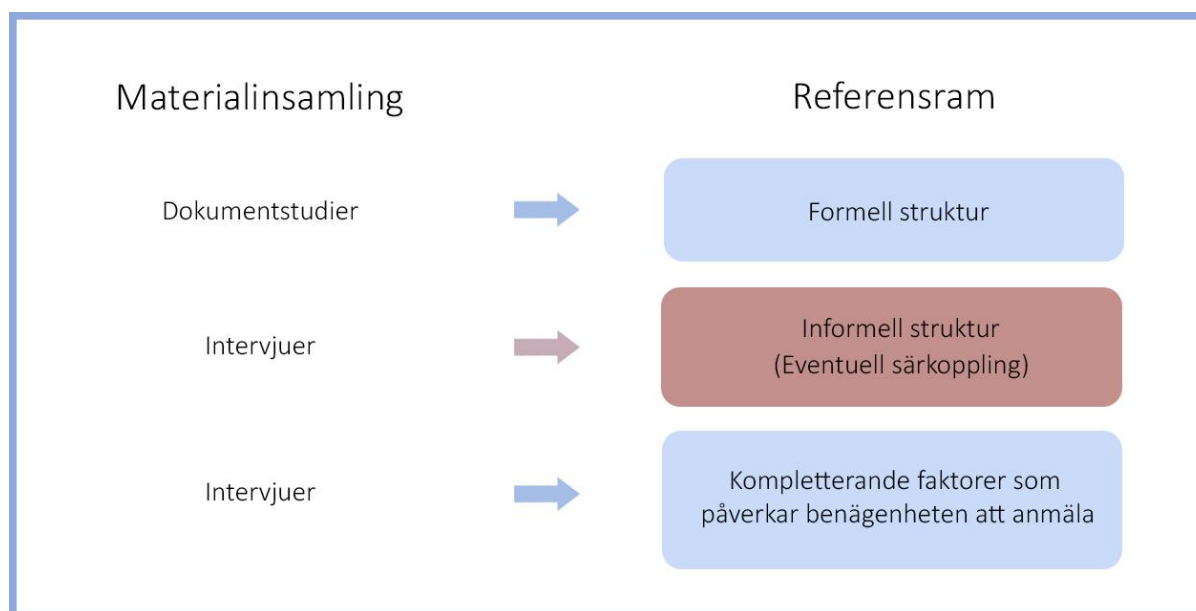 Materialinsamling
Referensram
Dokumentstudier
Formell struktur
Intervjuer
Informell struktur
(Eventuell särkoppling)
Intervjuer
Kompletterande faktorer som
påverkar benägenheten att anmäla